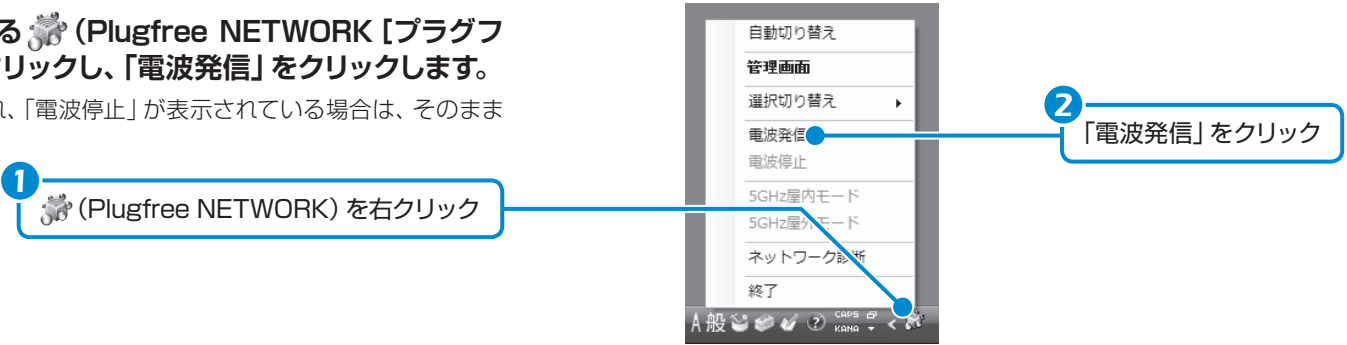 る (Plugfree NETWORK [プラグフ
リックし、「電波発信」をクリックします。
、「電波停止」が表示されている場合は、そのまま
1
(Plugfree NETWORK) を右クリック
自動切り替え
管理画面
選択切り替え
電波発信
電波停止
5GHz屋内モード
5GHz屋外モード
ネットワーク診断
終了
A 般 ? CAPS
KANA <
2
「電波発信」をクリック